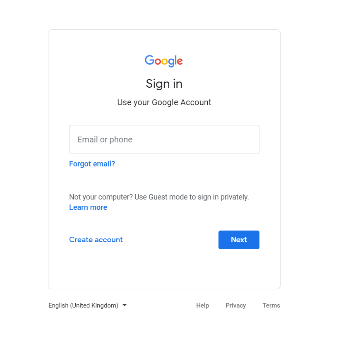 Google
Sign in
Use your Google Account
Email or phone
Forgot email?
Not your computer? Use Guest mode to sign in privately.
Learn more
Create account
Next
English (United Kingdom)
Help Privacy Terms